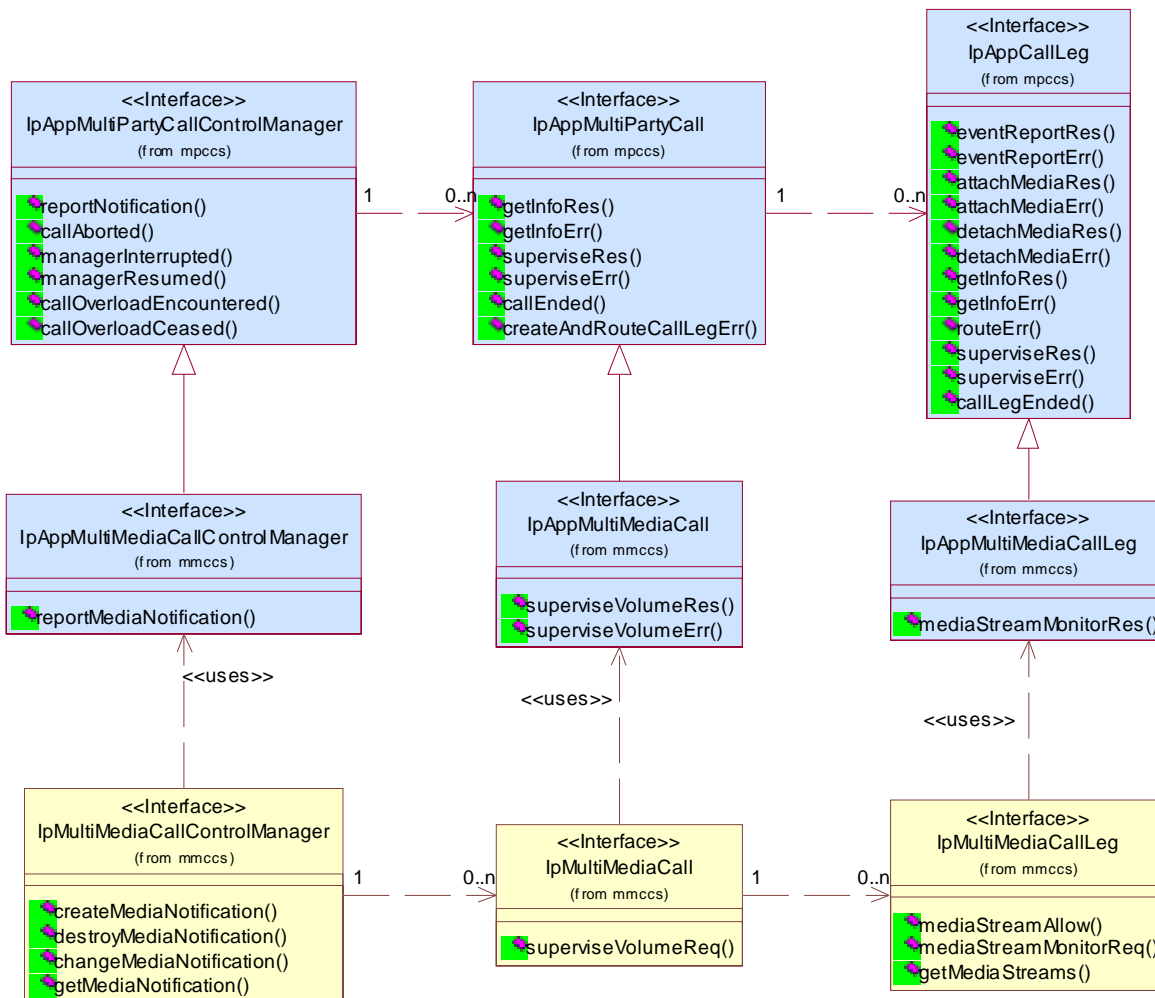 <<Interface>>
IpAppMultiPartyCallControlManager
(from mpccs)
reportNotification()
callAborted()
managerInterrupted()
managerResumed()
callOverloadEncountered()
callOverloadCeased()
1
0..n
<<Interface>>
IpAppMultiPartyCall
(from mpccs)
getInfoRes()
getInfoErr()
superviseRes()
superviseErr()
callEnded()
createAndRouteCallLegErr()
1
0..n
<<Interface>>
IpAppCallLeg
(from mpccs)
eventReportRes()
eventReportErr()
attachMediaRes()
attachMediaErr()
detachMediaRes()
detachMediaErr()
getInfoRes()
getInfoErr()
routeErr()
superviseRes()
superviseErr()
callLegEnded()
<<Interface>>
IpAppMultiMediaCallControlManager
(from mmccs)
reportMediaNotification()
<<Interface>>
IpAppMultiMediaCall
(from mmccs)
superviseVolumeRes()
superviseVolumeErr()
<<Interface>>
IpAppMultiMediaCallLeg
(from mmccs)
mediaStreamMonitorRes()
<<uses>>
<<uses>>
<<uses>>
<<Interface>>
IpMultiMediaCallControlManager
(from mmccs)
createMediaNotification()
destroyMediaNotification()
changeMediaNotification()
getMediaNotification()
1
0..n
<<Interface>>
IpMultiMediaCall
(from mmccs)
superviseVolumeReq()
1
0..n
<<Interface>>
IpMultiMediaCallLeg
(from mmccs)
mediaStreamAllow()
mediaStreamMonitorReq()
getMediaStreams()